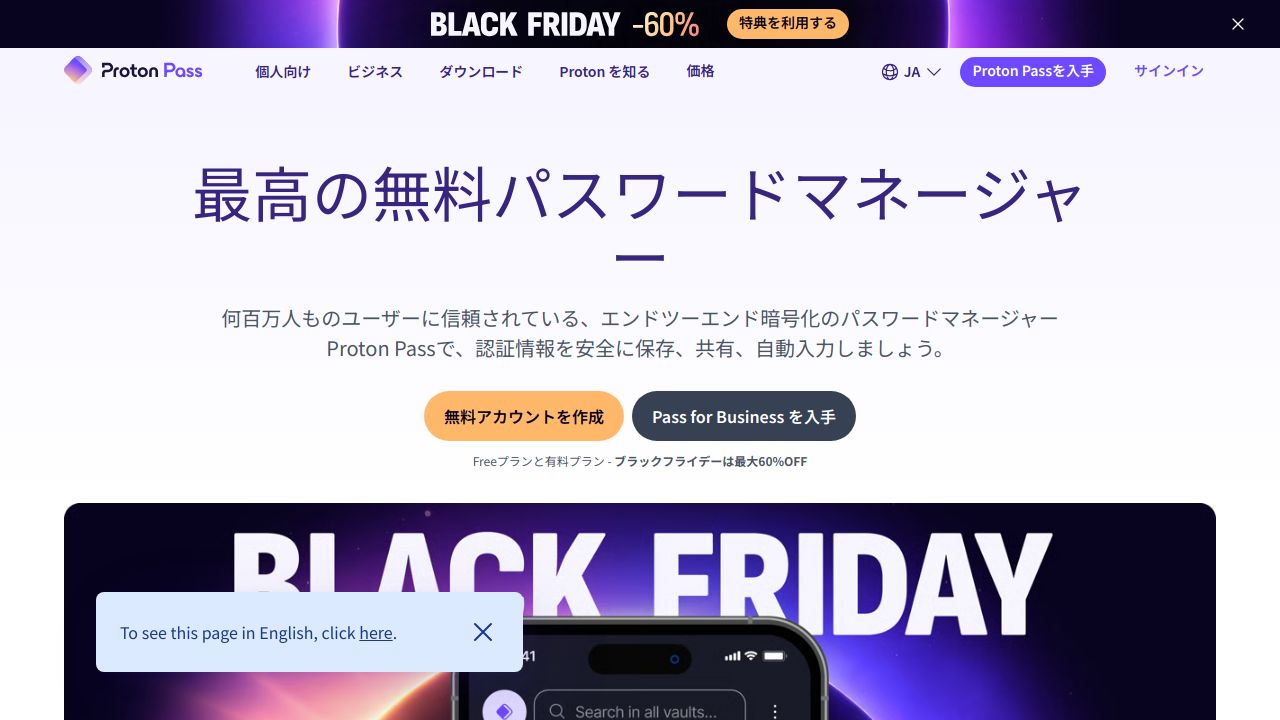 BLACK FRIDAY -60%
特典を利用する
Proton Pass
個人向け
ビジネス
ダウンロード
Proton を知る
価格
JA
Proton Passを入手
サインイン
最高の無料パスワードマネージャ
ー
何百万人ものユーザーに信頼されている、エンドツーエンド暗号化のパスワードマネージャー
Proton Passで、認証情報を安全に保存、共有、自動入力しましょう。
無料アカウントを作成
Pass for Business を入手
Freeプランと有料プラン - ブラックフライデーは最大60%OFF
BLACK FRIDAY
To see this page in English, click here.
41
Search in all vaults...